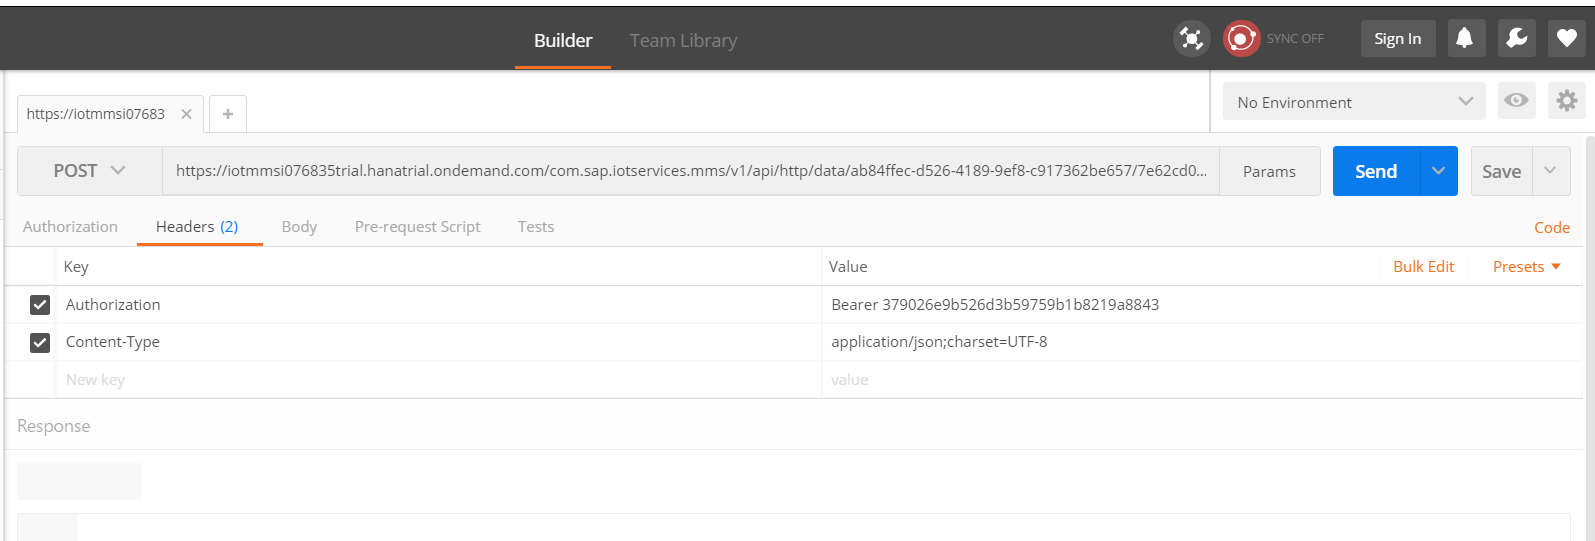 Builder Team Library SYNC OFF Sign In
https://iotmmsi07683 No Environment
POST https://iotmmsi076835trial.hanatrial.ondemand.com/com.sap.iotservices.mms/v1/api/http/data/ab84ffec-d526-4189-9ef8-c917362be657/7e62cd0... Params Send Save
Authorization Headers (2) Body Pre-request Script Tests Code
Key Value Bulk Edit Presets
Authorization Bearer 379026e9b526d3b59759b1b8219a8843
Content-Type application/json;charset=UTF-8
New key value
Response